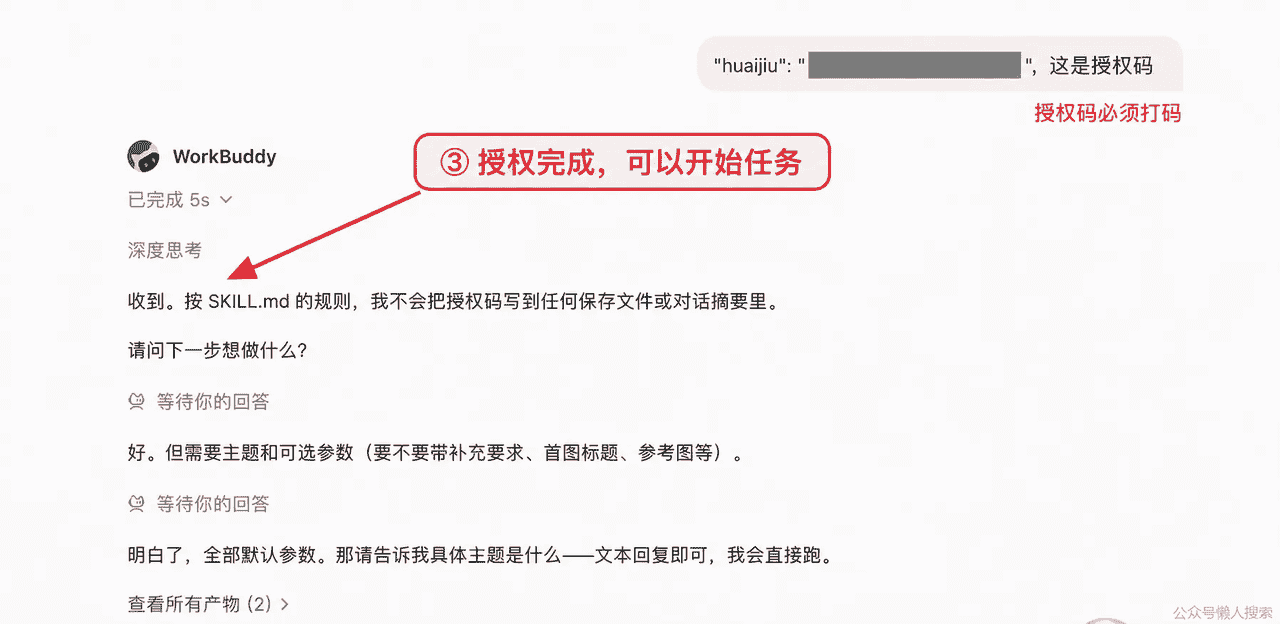 "huaijiu": " ", 这是授权码
授权码必须打码
WorkBuddy
③ 授权完成，可以开始任务
已完成 5s
深度思考
收到。按 SKILL.md 的规则，我不会把授权码写到任何保存文件或对话摘要里。
请问下一步想做什么？
等待你的回答
好。但需要主题和可选参数（要不要带补充要求、首图标题、参考图等）。
等待你的回答
明白了，全部默认参数。那请告诉我具体主题是什么——文本回复即可，我会直接跑。
查看所有产物 (2)
公众号懒人搜索